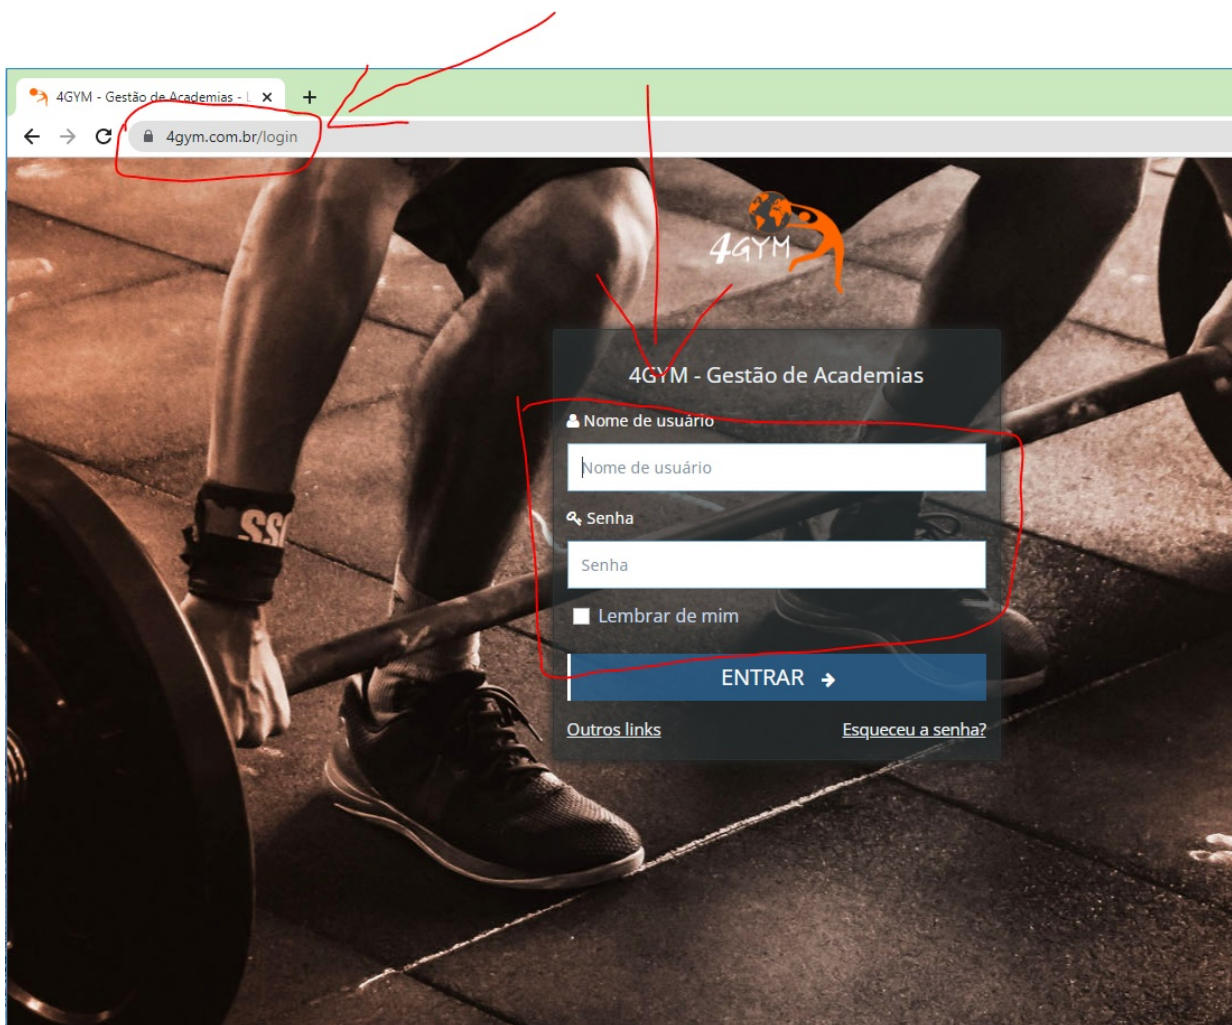 4GYM - Gestão de Academias - L
4gym.com.br/login
4GYM
4GYM - Gestão de Academias
Nome de usuário
Nome de usuário
Senha
Senha
Lembrar de mim
ENTRAR
Outros links
Esqueceu a senha?